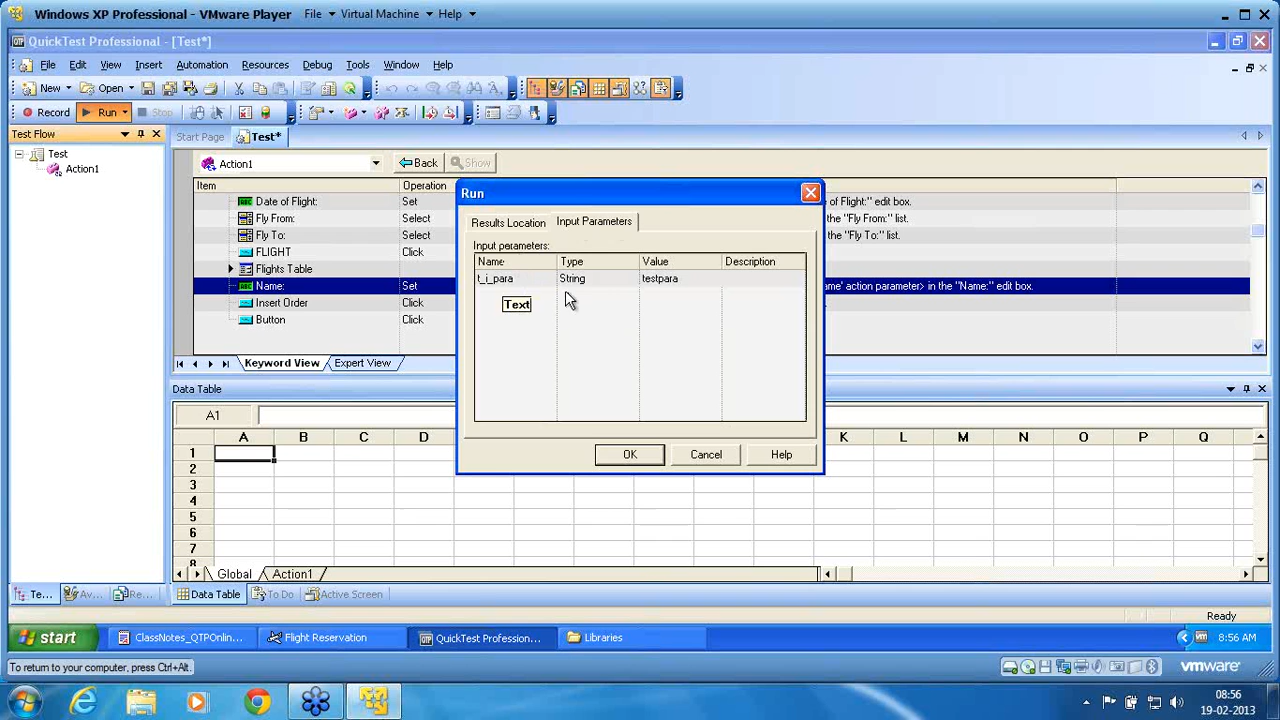 Windows XP Professional - VMware Player File Virtual Machine Help
QuickTest Professional - [Test*]
File Edit View Insert Automation Resources Debug Tools Window Help
New Open
Record Run Stop
Test Flow
Start Page Test*
Test
Action1
Action1 Back Show
Item Operation
Date of Flight: Set of Flight:" edit box.
Fly From: Select the "Fly From:" list.
Fly To: Select the "Fly To:" list.
FLIGHT Click
Flights Table
Name: Set ame' action parameter> in the "Name:" edit box.
Insert Order Click
Button Click
Keyword View Expert View
Run
Results Location Input Parameters
Input parameters:
Name Type Value Description
t_i_para String testpara
Text
OK Cancel Help
Data Table
A1
A B C D K L M N O P Q
1
2
3
4
5
6
7
8
Global Action1
Te... Av... Re... Data Table To Do Active Screen
Ready
start ClassNotes_QTPOnlin... Flight Reservation QuickTest Profession... Libraries 8:56 AM
To return to your computer, press Ctrl+Alt. vmware
08:56
19-02-2013